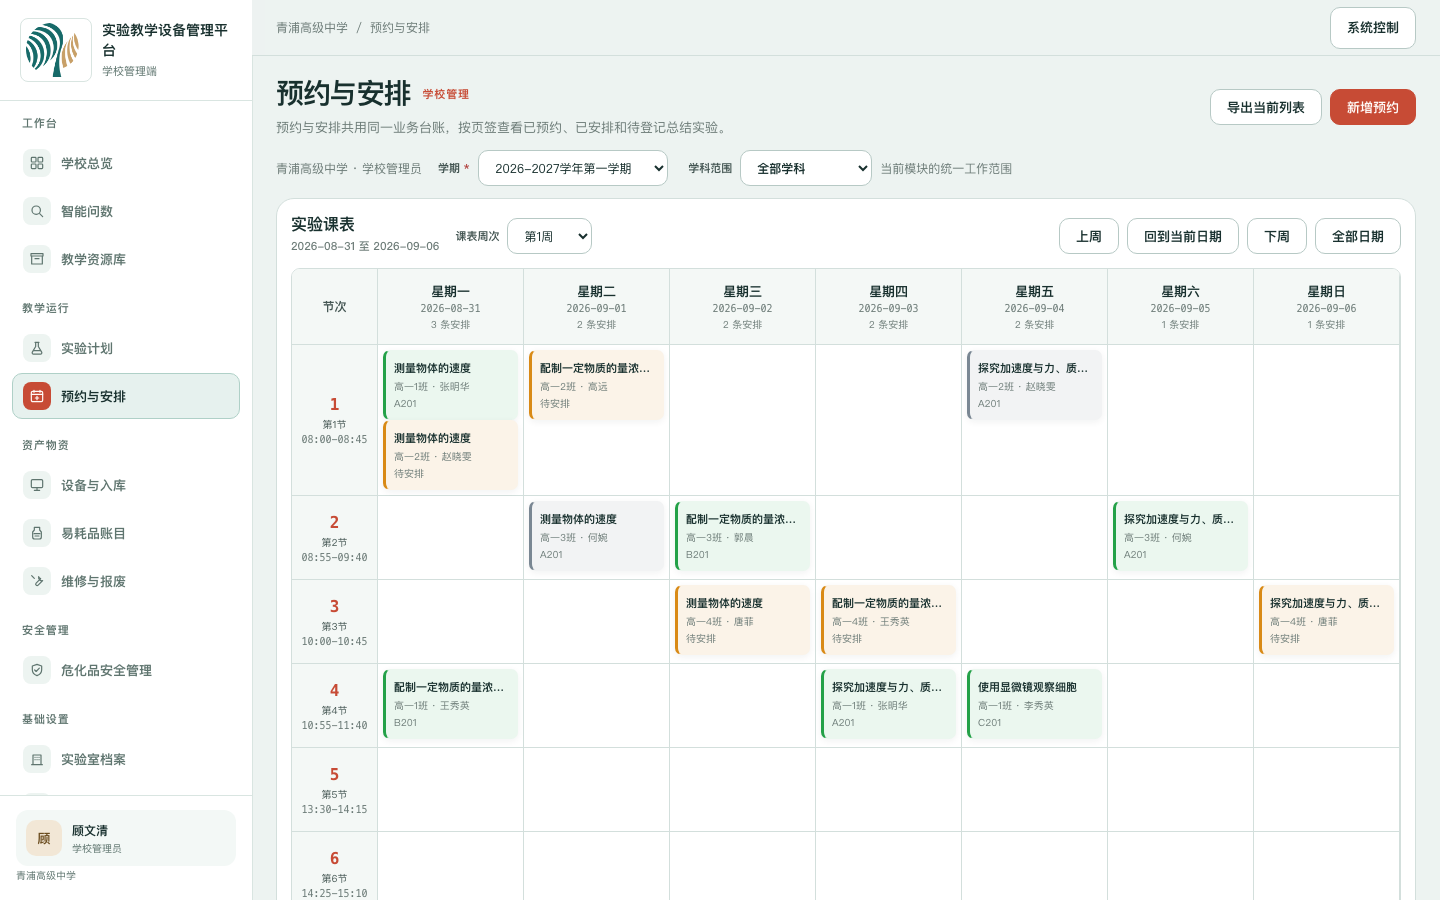 实验教学设备管理平
台
学校管理端
工作台
学校总览
智能问数
教学资源库
教学运行
实验计划
预约与安排
资产物资
设备与入库
易耗品账目
维修与报废
安全管理
危化品安全管理
基础设置
实验室档案
顾
顾文清
学校管理员
青浦高级中学
青浦高级中学 / 预约与安排
系统控制
预约与安排 学校管理
预约与安排共用同一业务台账，按页签查看已预约、已安排和待登记总结实验。
导出当前列表 新增预约
青浦高级中学 · 学校管理员 学期 * 2026-2027学年第一学期 学科范围 全部学科 当前模块的统一工作范围
实验课表
2026-08-31 至 2026-09-06
课表周次 第1周
上周 回到当前日期 下周 全部日期
节次 星期一 星期二 星期三 星期四 星期五 星期六 星期日
2026-08-31 2026-09-01 2026-09-02 2026-09-03 2026-09-04 2026-09-05 2026-09-06
3 条安排 2 条安排 2 条安排 2 条安排 2 条安排 1 条安排 1 条安排
1
第1节
08:00-08:45
测量物体的速度
高一1班 · 张明华
A201
测量物体的速度
高一2班 · 赵晓雯
待安排
配制一定物质的量浓...
高一2班 · 高远
待安排
探究加速度与力、质...
高一2班 · 赵晓雯
A201
2
第2节
08:55-09:40
测量物体的速度
高一3班 · 何婉
A201
配制一定物质的量浓...
高一3班 · 郭晨
B201
探究加速度与力、质...
高一3班 · 何婉
A201
3
第3节
10:00-10:45
测量物体的速度
高一4班 · 唐菲
待安排
配制一定物质的量浓...
高一4班 · 王秀英
待安排
探究加速度与力、质...
高一4班 · 唐菲
待安排
4
第4节
10:55-11:40
配制一定物质的量浓...
高一1班 · 王秀英
B201
探究加速度与力、质...
高一1班 · 张明华
A201
使用显微镜观察细胞
高一1班 · 李秀英
C201
5
第5节
13:30-14:15
6
第6节
14:25-15:10